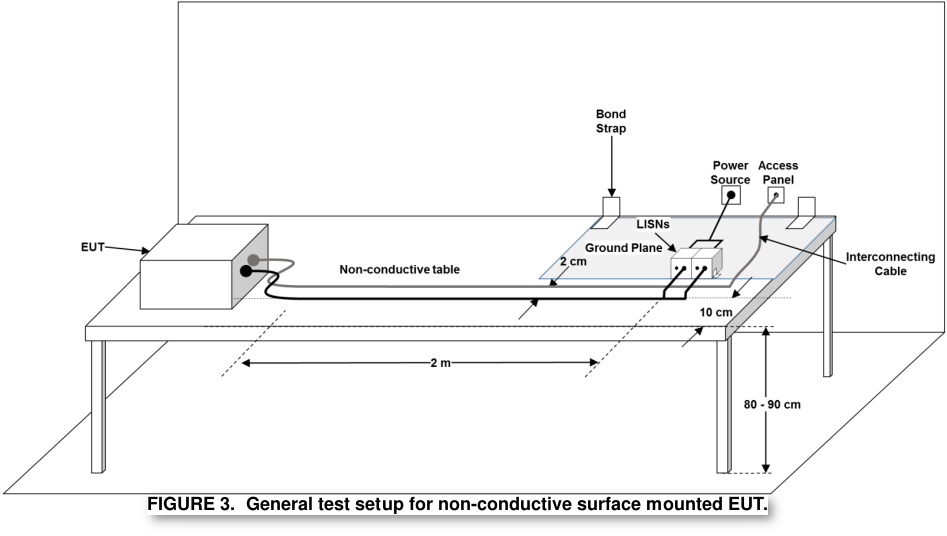 Bond
Strap
Power
Source
Access
Panel
LISNs
EUT
Ground Plane
Interconnecting
Cable
2 cm
Non-conductive table
10 cm
2 m
80 - 90 cm
FIGURE 3. General test setup for non-conductive surface mounted EUT.